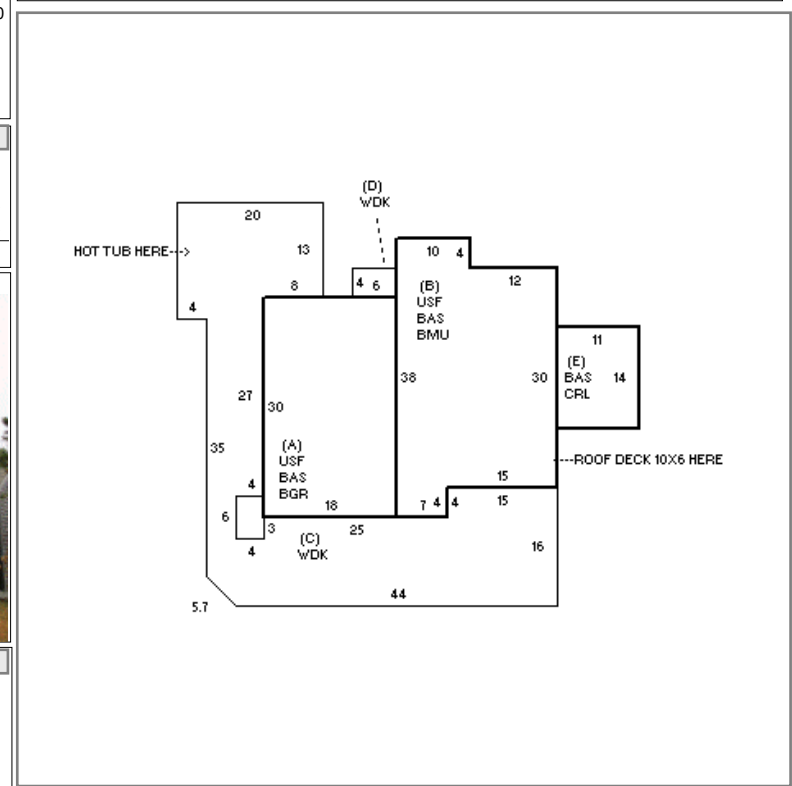 (D)
WDK
20
HOT TUB HERE--->
13
10 4
8
4 6
12
4
(B)
USF
BAS
BMU
11
(E)
BAS 14
CRL
38
30
27
30
35
(A)
USF
BAS
BGR
---ROOF DECK 10X6 HERE
15
4
18
7 4 4
15
6
3
25
4
(C)
WDK
16
44
5.7